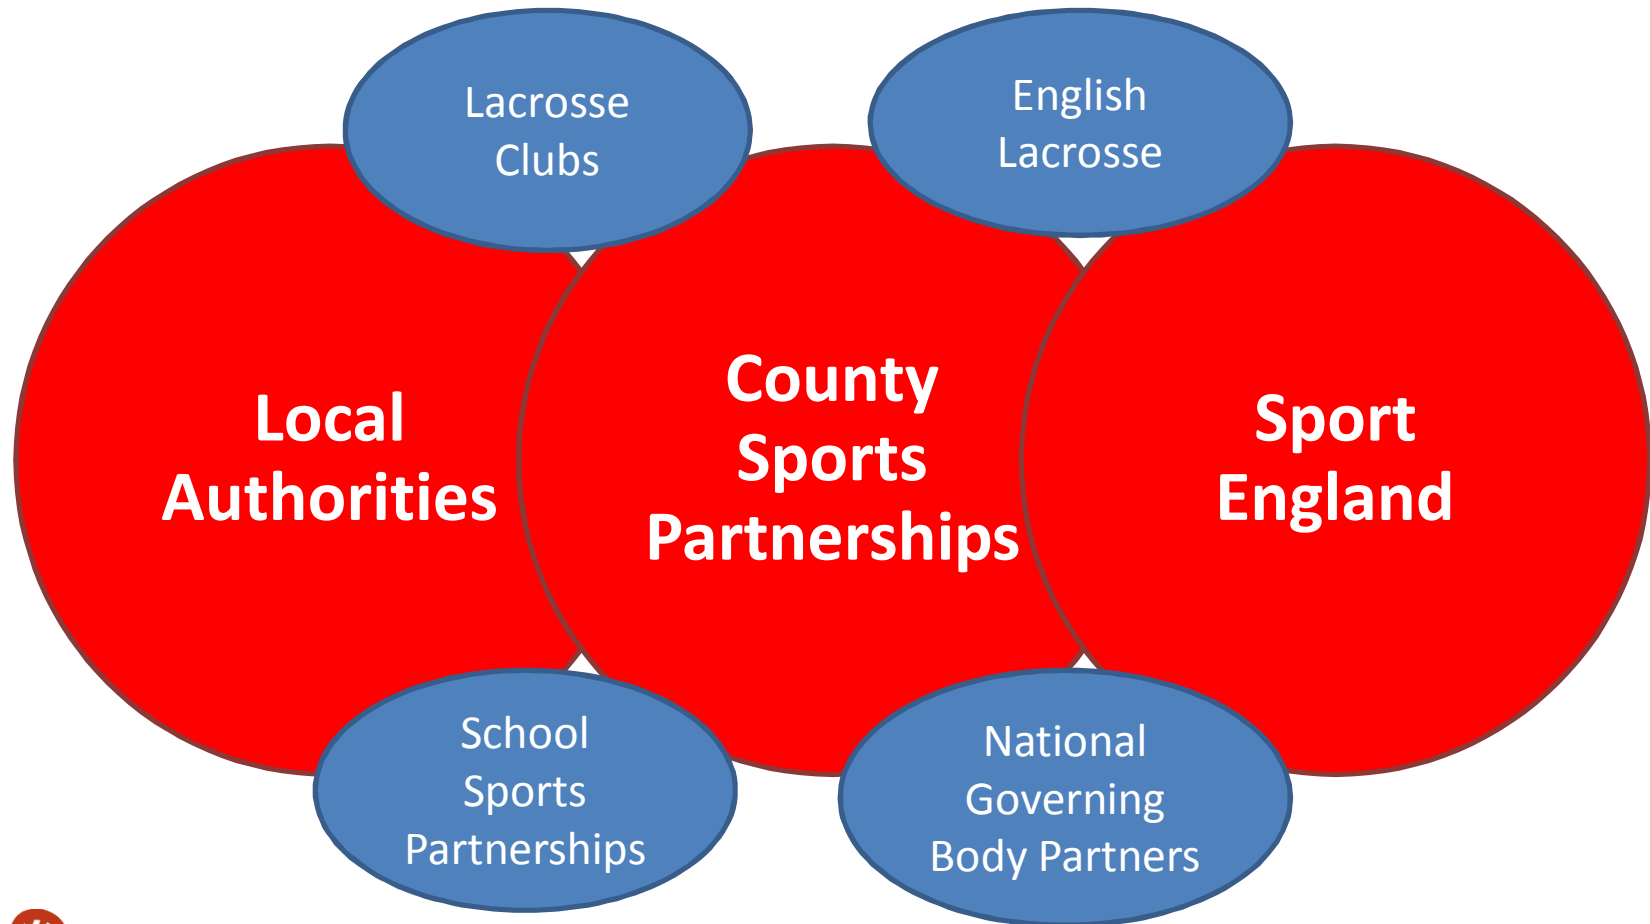 Lacrosse
Clubs
English
Lacrosse
Local
Authorities
County
Sports
Partnerships
Sport
England
School
Sports
Partnerships
National
Governing
Body Partners